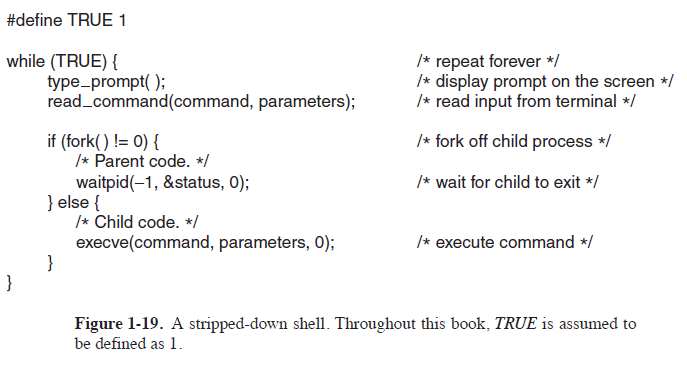 #define TRUE 1
while (TRUE) { /* repeat forever */
type_prompt( ); /* display prompt on the screen */
read_command(command, parameters); /* read input from terminal */
if (fork( ) != 0) { /* fork off child process */
/* Parent code. */
waitpid(−1, &status, 0); /* wait for child to exit */
} else {
/* Child code. */
execve(command, parameters, 0); /* execute command */
}
}
Figure 1-19. A stripped-down shell. Throughout this book, TRUE is assumed to
be defined as 1.